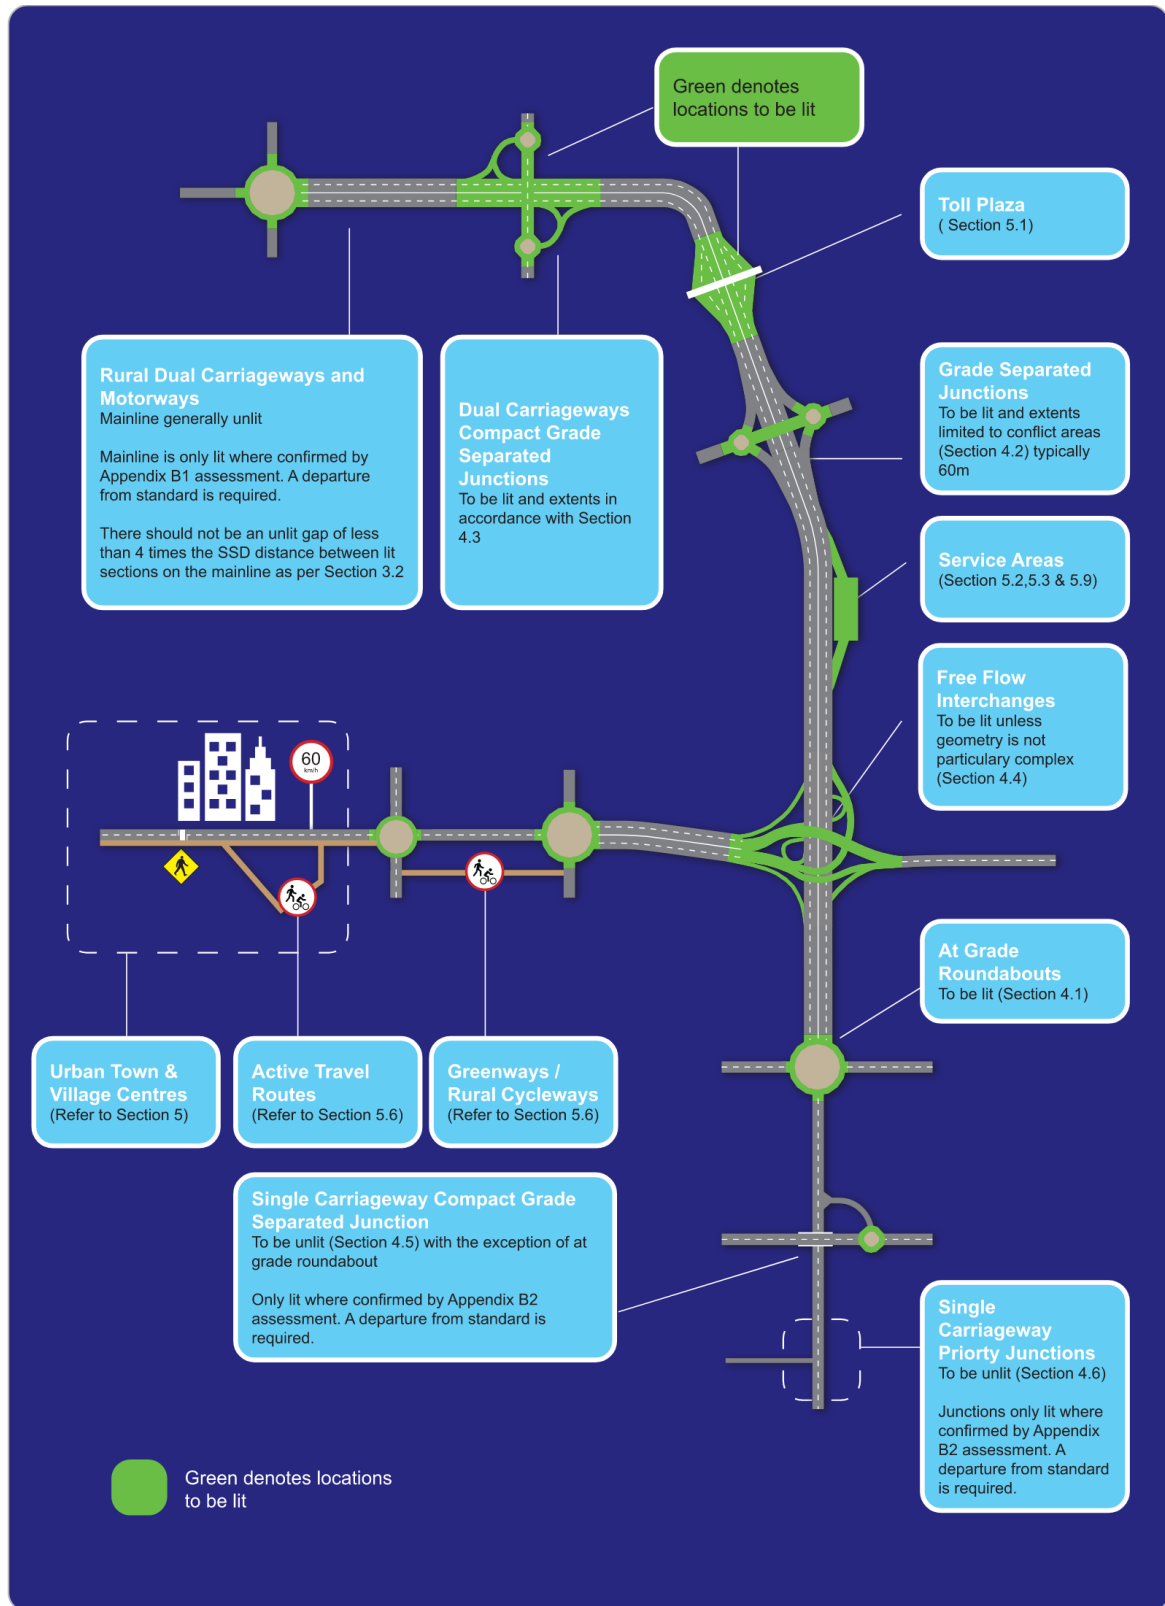 Green denotes
locations to be lit
Toll Plaza
( Section 5.1)
Rural Dual Carriageways and
Motorways
Mainline generally unlit
Mainline is only lit where confirmed by
Appendix B1 assessment. A departure
from standard is required.
There should not be an unlit gap of less
than 4 times the SSD distance between lit
sections on the mainline as per Section 3.2
Dual Carriageways
Compact Grade
Separated
Junctions
To be lit and extents in
accordance with Section
4.3
Grade Separated
Junctions
To be lit and extents
limited to conflict areas
(Section 4.2) typically
60m
Service Areas
(Section 5.2,5.3 & 5.9)
Free Flow
Interchanges
To be lit unless
geometry is not
particulary complex
(Section 4.4)
60
km/h
At Grade
Roundabouts
To be lit (Section 4.1)
Urban Town &
Village Centres
(Refer to Section 5)
Active Travel
Routes
(Refer to Section 5.6)
Greenways /
Rural Cycleways
(Refer to Section 5.6)
Single Carriageway Compact Grade
Separated Junction
To be unlit (Section 4.5) with the exception of at
grade roundabout
Only lit where confirmed by Appendix B2
assessment. A departure from standard is
required.
Single
Carriageway
Priorty Junctions
To be unlit (Section 4.6)
Junctions only lit where
confirmed by Appendix
B2 assessment. A
departure from standard
is required.
Green denotes locations
to be lit